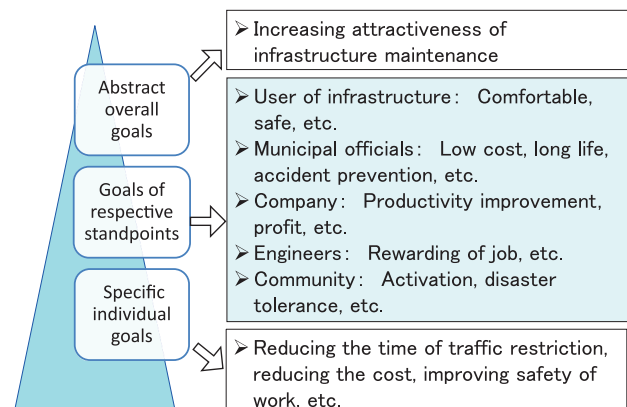 Abstract
overall
goals
➢ Increasing attractiveness of
infrastructure maintenance
Goals of
respective
standpoints
➢ User of infrastructure: Comfortable,
safe, etc.
➢ Municipal officials: Low cost, long life,
accident prevention, etc.
➢ Company: Productivity improvement,
profit, etc.
➢ Engineers: Rewarding of job, etc.
➢ Community: Activation, disaster
tolerance, etc.
Specific
individual
goals
➢ Reducing the time of traffic restriction,
reducing the cost, improving safety of
work, etc.